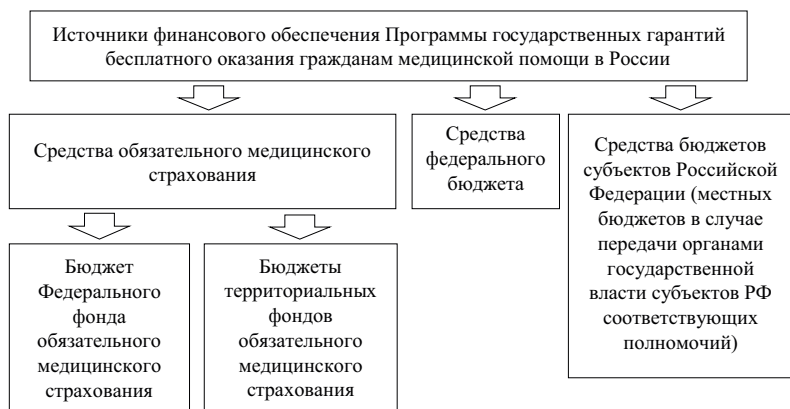 Источники финансового обеспечения Программы государственных гарантий
бесплатного оказания гражданам медицинской помощи в России
Средства обязательного медицинского
страхования
Средства
федерального
бюджета
Средства бюджетов
субъектов Российской
Федерации (местных
бюджетов в случае
передачи органами
государственной
власти субъектов РФ
соответствующих
полномочий)
Бюджет
Федерального
фонда
обязательного
медицинского
страхования
Бюджеты
территориальных
фондов
обязательного
медицинского
страхования